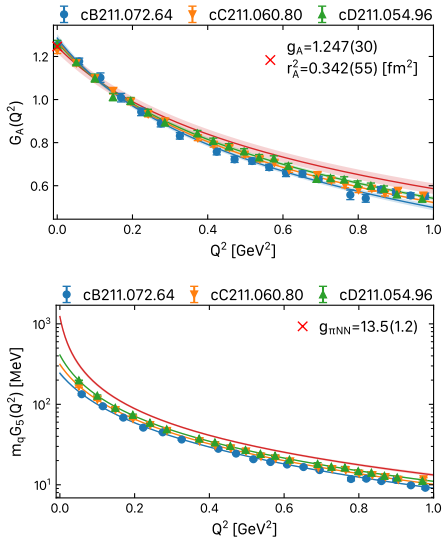 cB211.072.64 cC211.060.80 cD211.054.96
g_A=1.247(30)
r_A^2=0.342(55) [fm^2]
G_A(Q^2)
1.2
1.0
0.8
0.6
0.0 0.2 0.4 0.6 0.8 1.0
Q^2 [GeV^2]
cB211.072.64 cC211.060.80 cD211.054.96
g_πNN=13.5(1.2)
m_qG_5(Q^2) [MeV]
10^3
10^2
10^1
0.0 0.2 0.4 0.6 0.8 1.0
Q^2 [GeV^2]